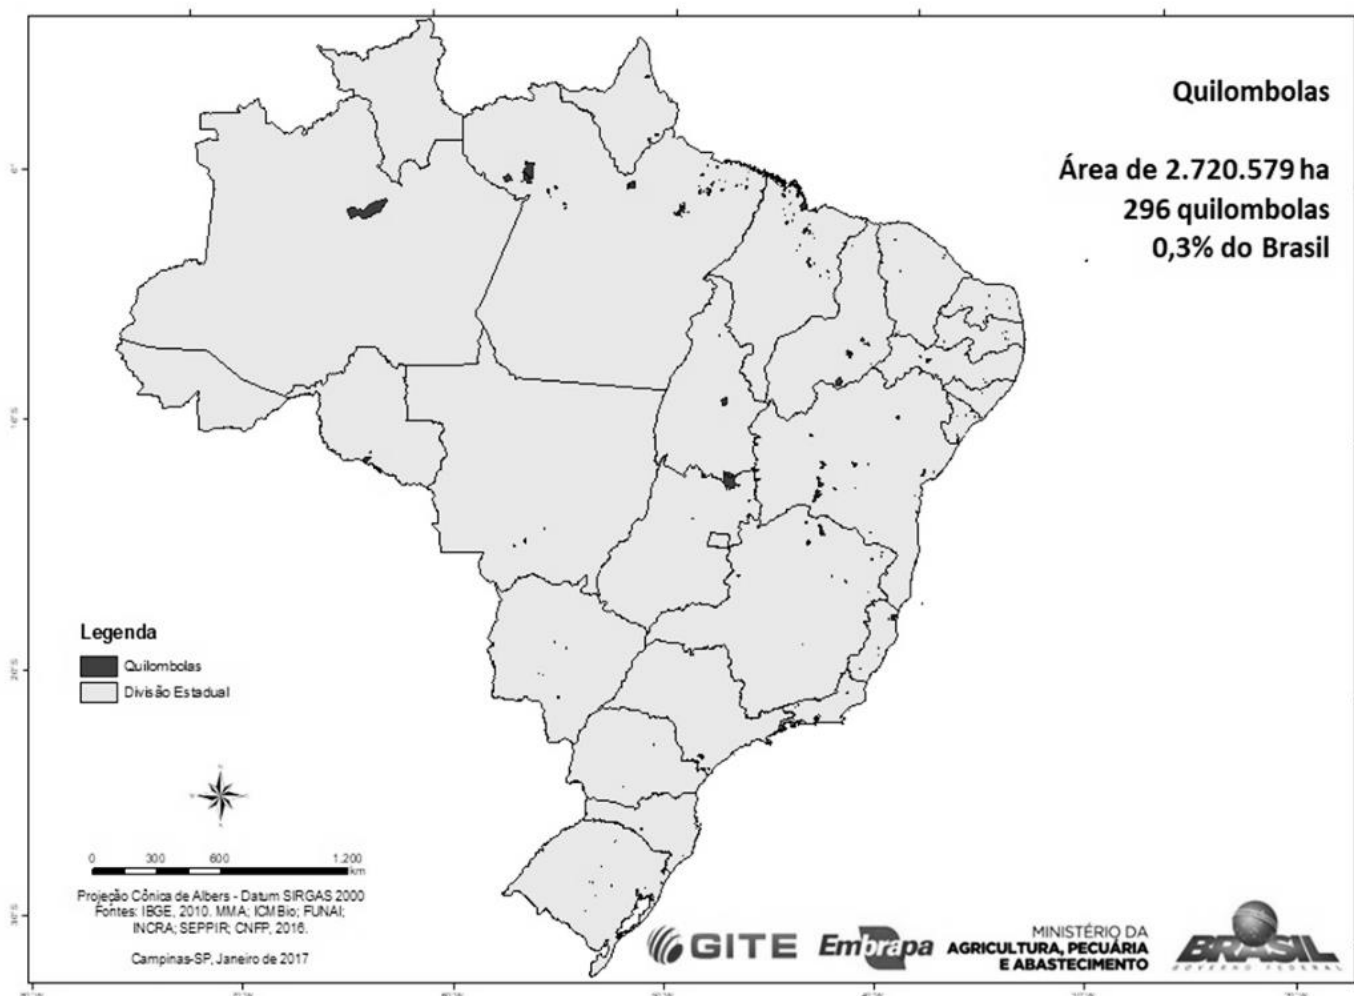 Quilombolas
Área de 2.720.579 ha
296 quilombolas
0,3% do Brasil
Legenda
Quilombolas
Divisão Estadual
0 300 600 1.200
km
Projeção Cônica de Albers - Datum SIRGAS 2000
Fontes: IBGE, 2010. MMA; ICMBio; FUNAI;
INCRA; SEPPIR; CNFP, 2016.
Campinas-SP, Janeiro de 2017
GITE
Embrapa
MINISTÉRIO DA
AGRICULTURA, PECUÁRIA
E ABASTECIMENTO
BRASIL
GOVERNO FEDERAL